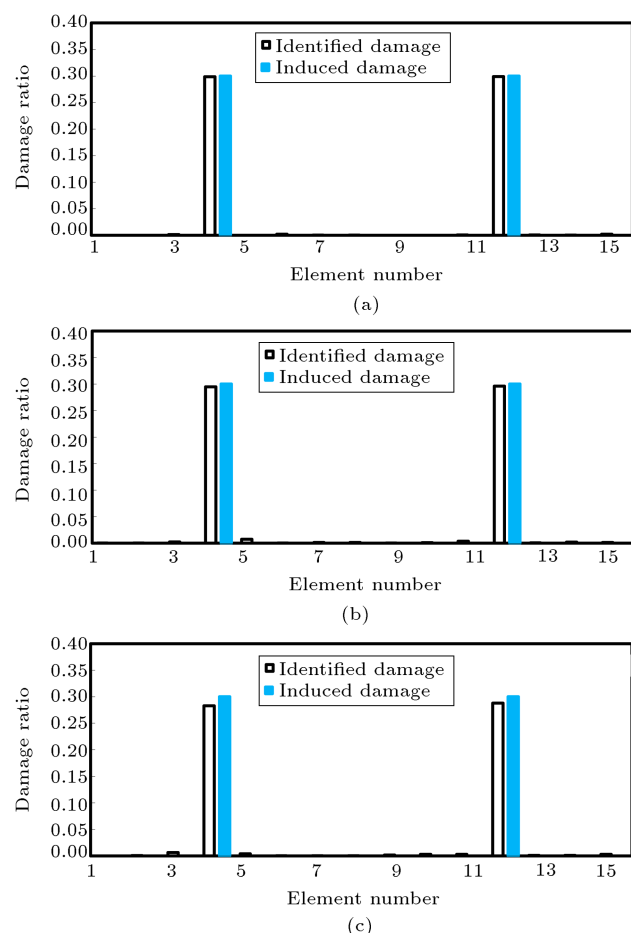 0.40
0.35
0.30
0.25
0.20
0.15
0.10
0.05
0.00
Damage ratio
Identified damage
Induced damage
1 3 5 7 9 11 13 15
Element number
(a)
0.40
0.35
0.30
0.25
0.20
0.15
0.10
0.05
0.00
Damage ratio
Identified damage
Induced damage
1 3 5 7 9 11 13 15
Element number
(b)
0.40
0.35
0.30
0.25
0.20
0.15
0.10
0.05
0.00
Damage ratio
Identified damage
Induced damage
1 3 5 7 9 11 13 15
Element number
(c)